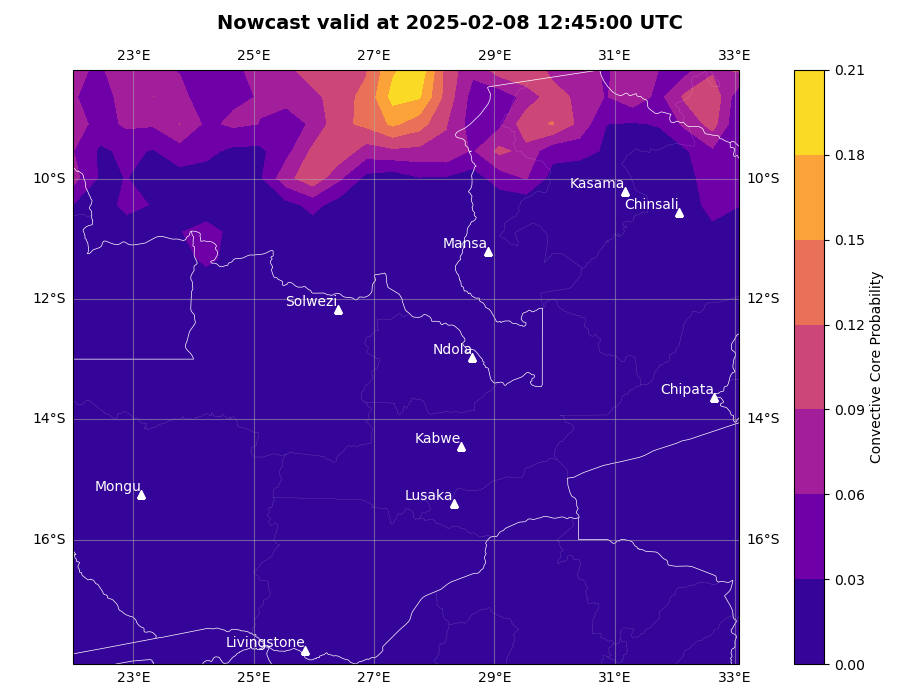 Nowcast valid at 2025-02-08 12:45:00 UTC
23°E 25°E 27°E 29°E 31°E 33°E
0.21
0.18
10°S Kasama 10°S
Chinsali
0.15
Mansa
12°S Solwezi 12°S
0.12
Ndola
Chipata
0.09
14°S 14°S
Convective Core Probability
Kabwe
Mongu Lusaka
0.06
16°S 16°S
0.03
Livingstone
0.00
23°E 25°E 27°E 29°E 31°E 33°E